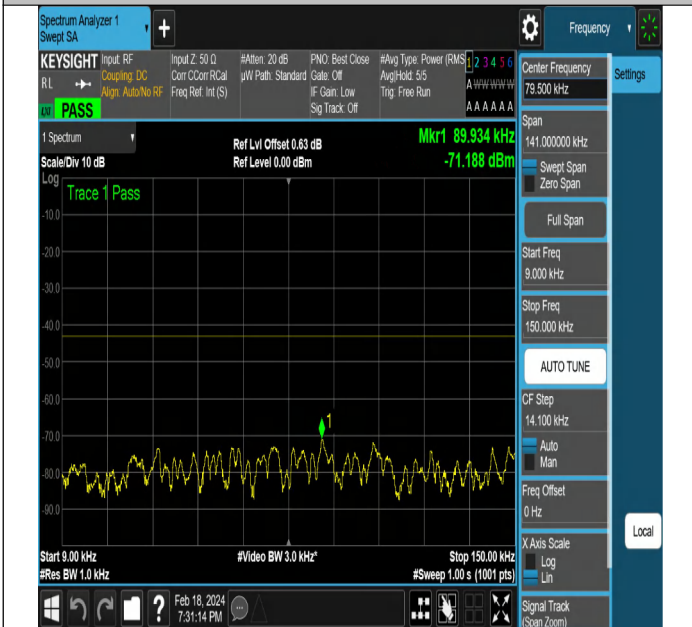 Spectrum Analyzer 1
Swept SA
Frequency
KEYSIGHT
RL
LXI PASS
Input: RF
Coupling: DC
Align: Auto/No RF
Input Z: 50 Ω
Corr CCorr RCal
Freq Ref: Int (S)
#Atten: 20 dB
µW Path: Standard
PNO: Best Close
Gate: Off
IF Gain: Low
Sig Track: Off
#Avg Type: Power (RMS
Avg|Hold: 5/5
Trig: Free Run
1 2 3 4 5 6
A W W W W W
A A A A A A
1 Spectrum
Scale/Div 10 dB
Ref Lvl Offset 0.63 dB
Ref Level 0.00 dBm
Mkr1 89.934 kHz
-71.188 dBm
Log
Trace 1 Pass
-10.0
-20.0
-30.0
-40.0
-50.0
-60.0
-70.0
-80.0
-90.0
1
Start 9.00 kHz
#Res BW 1.0 kHz
#Video BW 3.0 kHz*
Stop 150.00 kHz
#Sweep 1.00 s (1001 pts)
Feb 18, 2024
7:31:14 PM
?
Center Frequency
79.500 kHz
Settings
Span
141.000000 kHz
Swept Span
Zero Span
Full Span
Start Freq
9.000 kHz
Stop Freq
150.000 kHz
AUTO TUNE
CF Step
14.100 kHz
Auto
Man
Freq Offset
0 Hz
X Axis Scale
Log
Lin
Local
Signal Track
(Span Zoom)